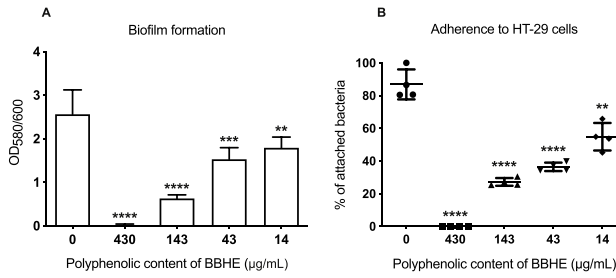 A
Biofilm formation
OD580/600
4
3
2
1
0
****
****
***
**
0 430 143 43 14
Polyphenolic content of BBHE (µg/mL)
B
Adherence to HT-29 cells
% of attached bacteria
100
80
60
40
20
0
****
****
****
**
0 430 143 43 14
Polyphenolic content of BBHE (µg/mL)